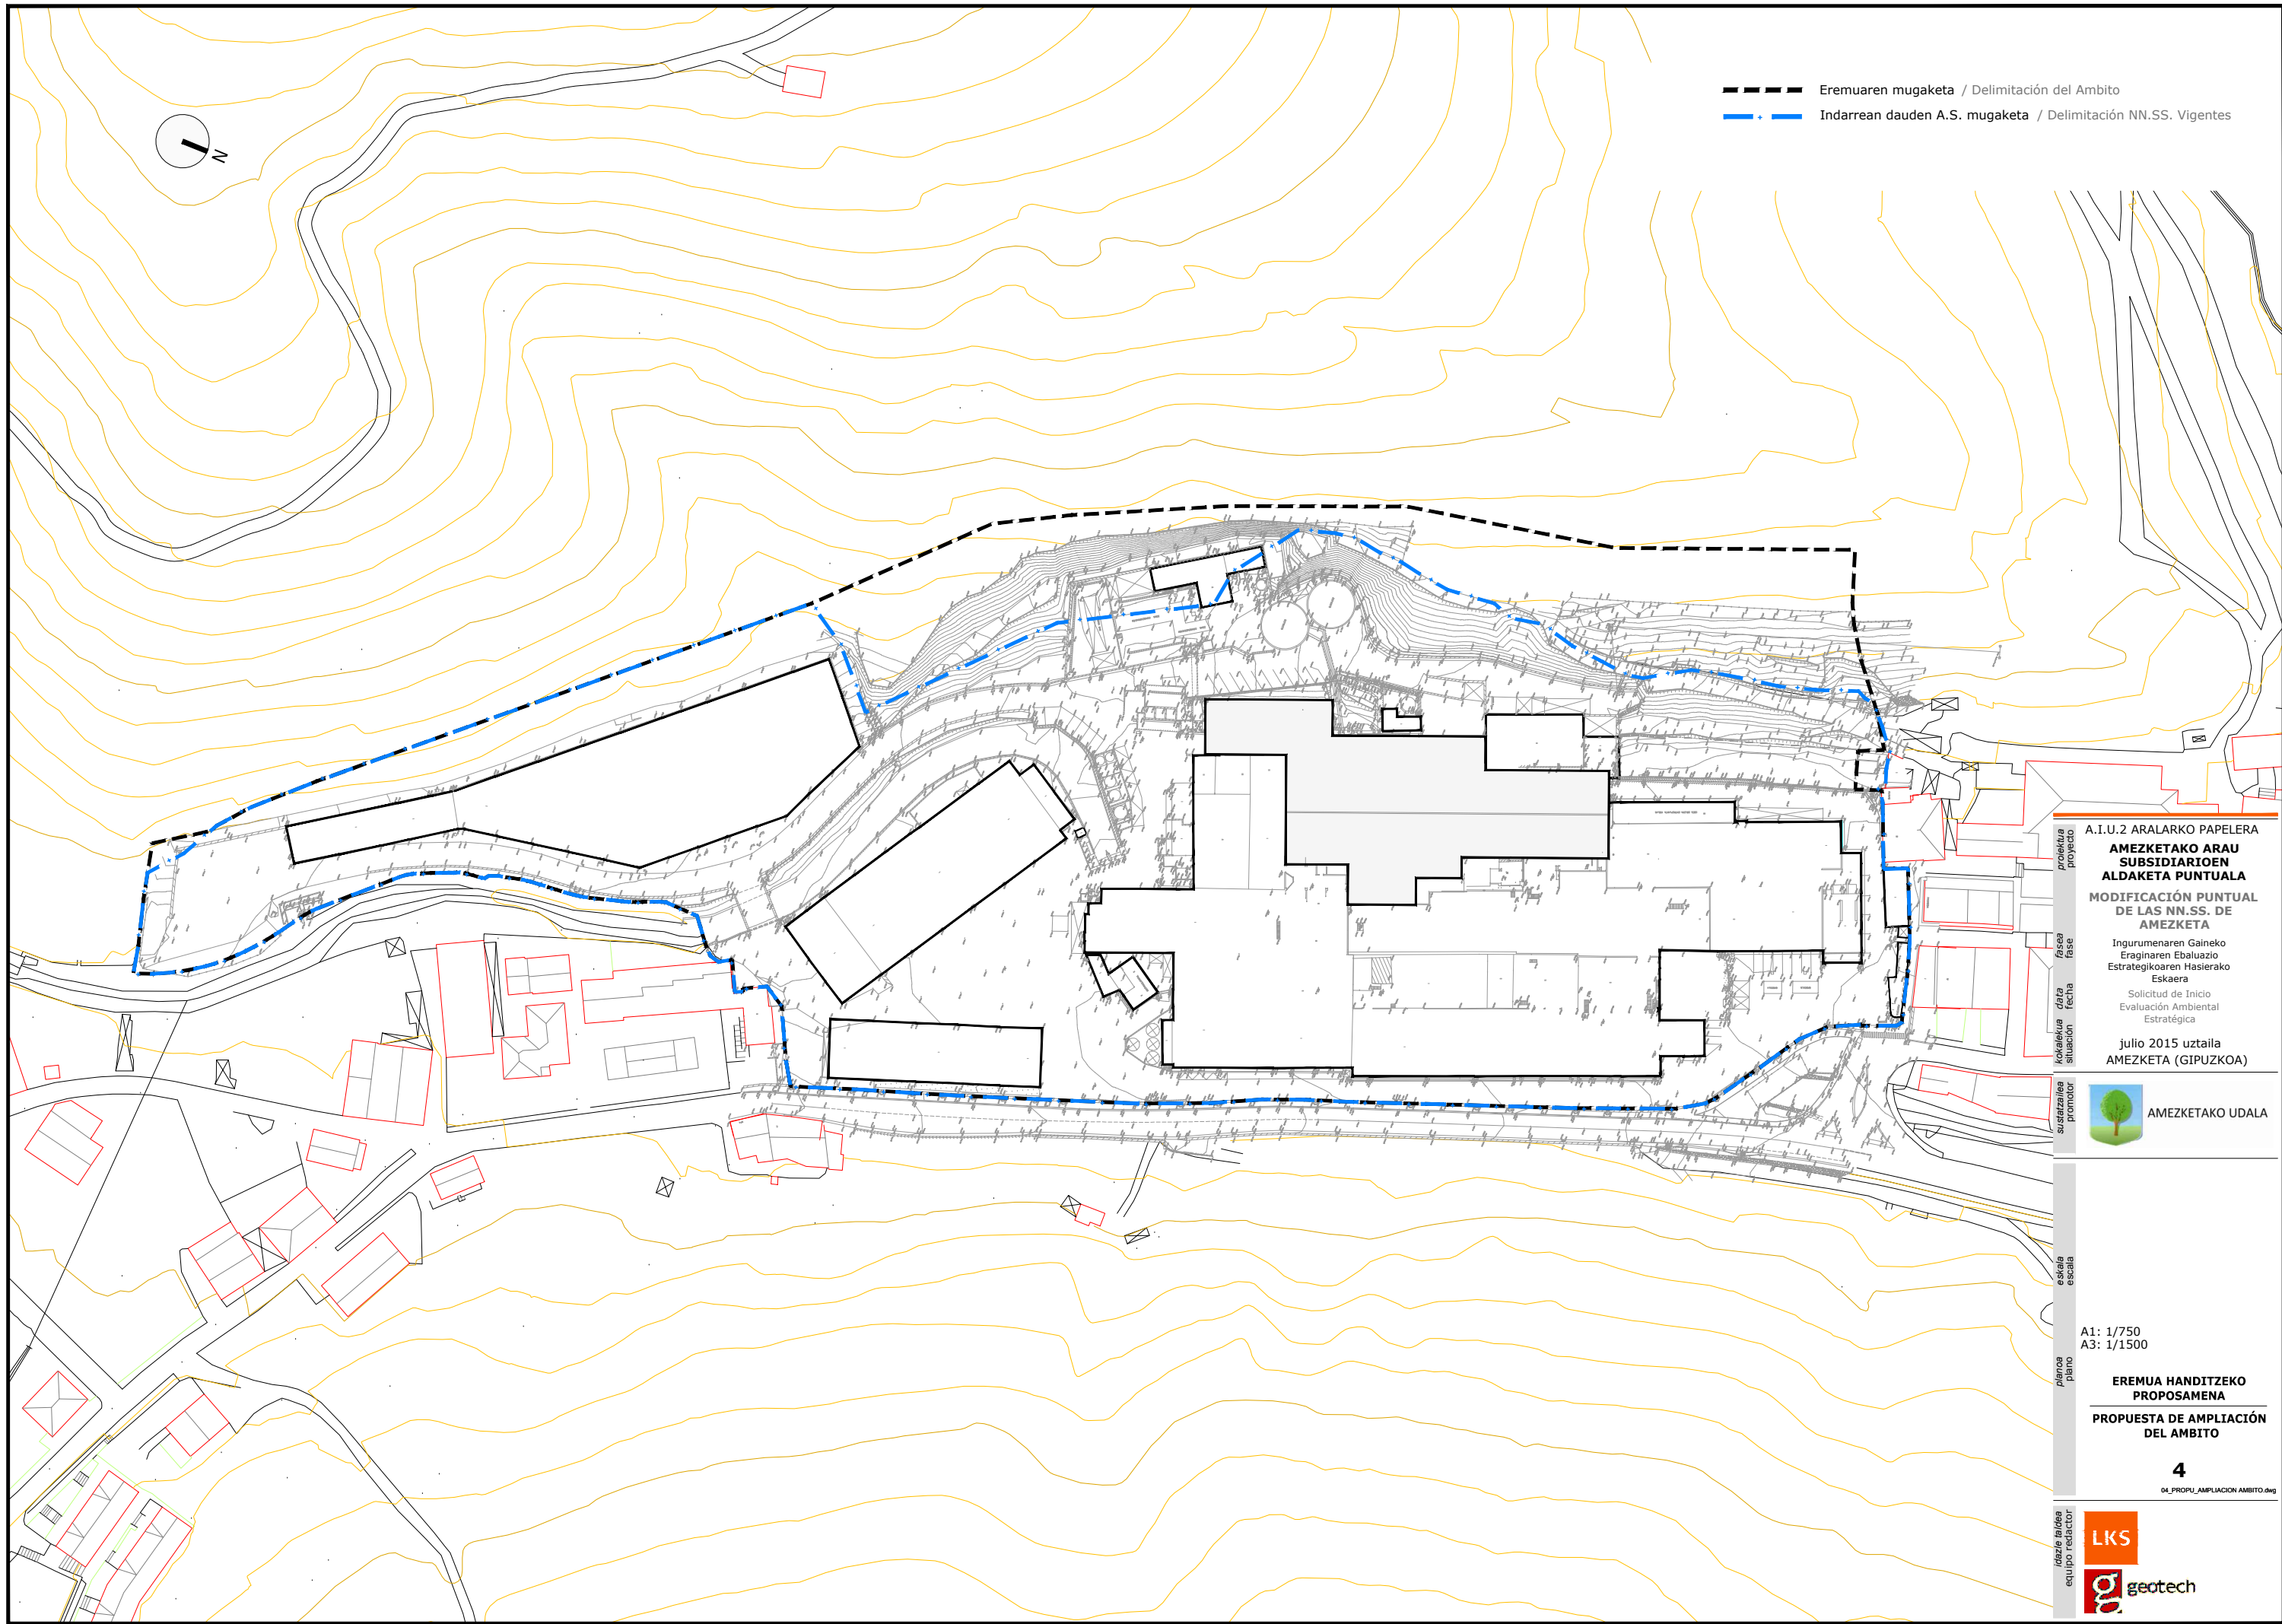 Eremuaren mugaketa / Delimitación del Ambito
Indarrean dauden A.S. mugaketa / Delimitación NN.SS. Vigentes
N
proiektua
proyecto
A.I.U.2 ARALARKO PAPELERA
AMEZKETAKO ARAU
SUBSIDIARIOEN
ALDAKETA PUNTUALA
MODIFICACIÓN PUNTUAL
DE LAS NN.SS. DE
AMEZKETA
fasea
fase
Ingurumenaren Gaineko
Eraginaren Ebaluazio
Estrategikoaren Hasierako
Eskaera
Solicitud de Inicio
Evaluación Ambiental
Estratégica
data
fecha
julio 2015 uztaila
kokalekua
situación
AMEZKETA (GIPUZKOA)
sustatzailea
promotor
AMEZKETAKO UDALA
eskala
escala
A1: 1/750
A3: 1/1500
planoa
plano
EREMUA HANDITZEKO
PROPOSAMENA
PROPUESTA DE AMPLIACIÓN
DEL AMBITO
4
04_PROPU_AMPLIACION AMBITO.dwg
idazle taldea
equipo redactor
LKS
g
geotech